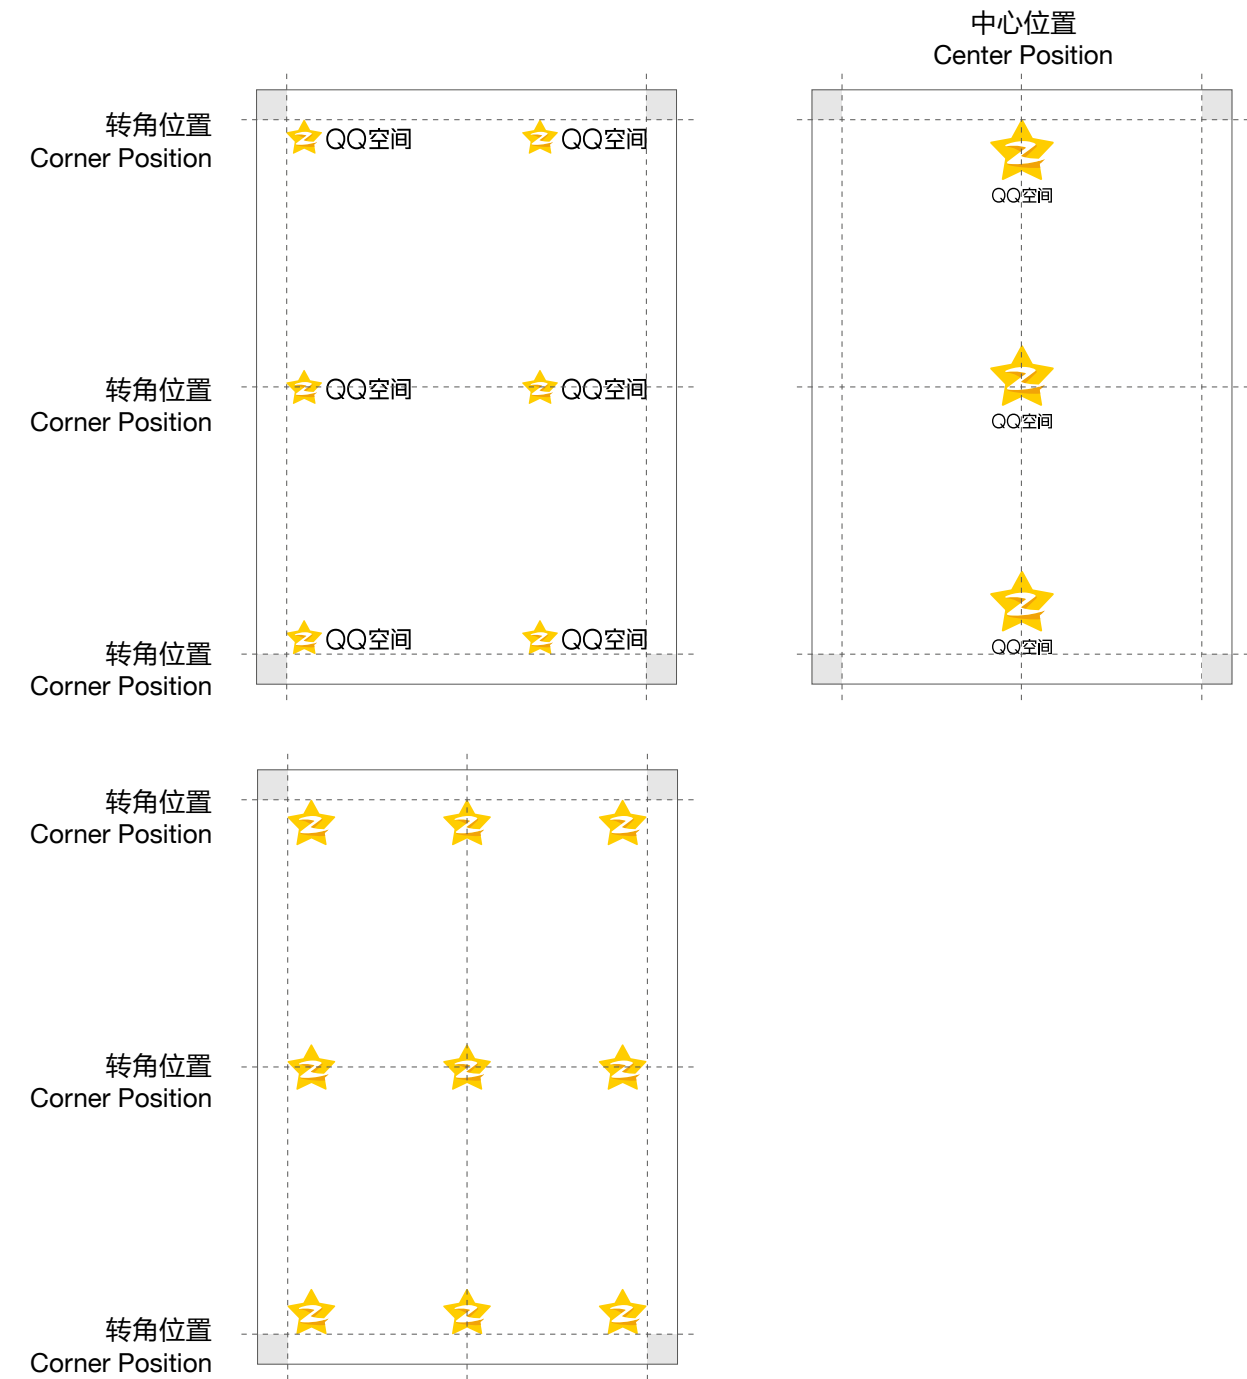 中心位置
Center Position
转角位置
Corner Position
QQ空间
QQ空间
QQ空间
转角位置
Corner Position
QQ空间
QQ空间
QQ空间
转角位置
Corner Position
QQ空间
QQ空间
QQ空间
转角位置
Corner Position
转角位置
Corner Position
转角位置
Corner Position